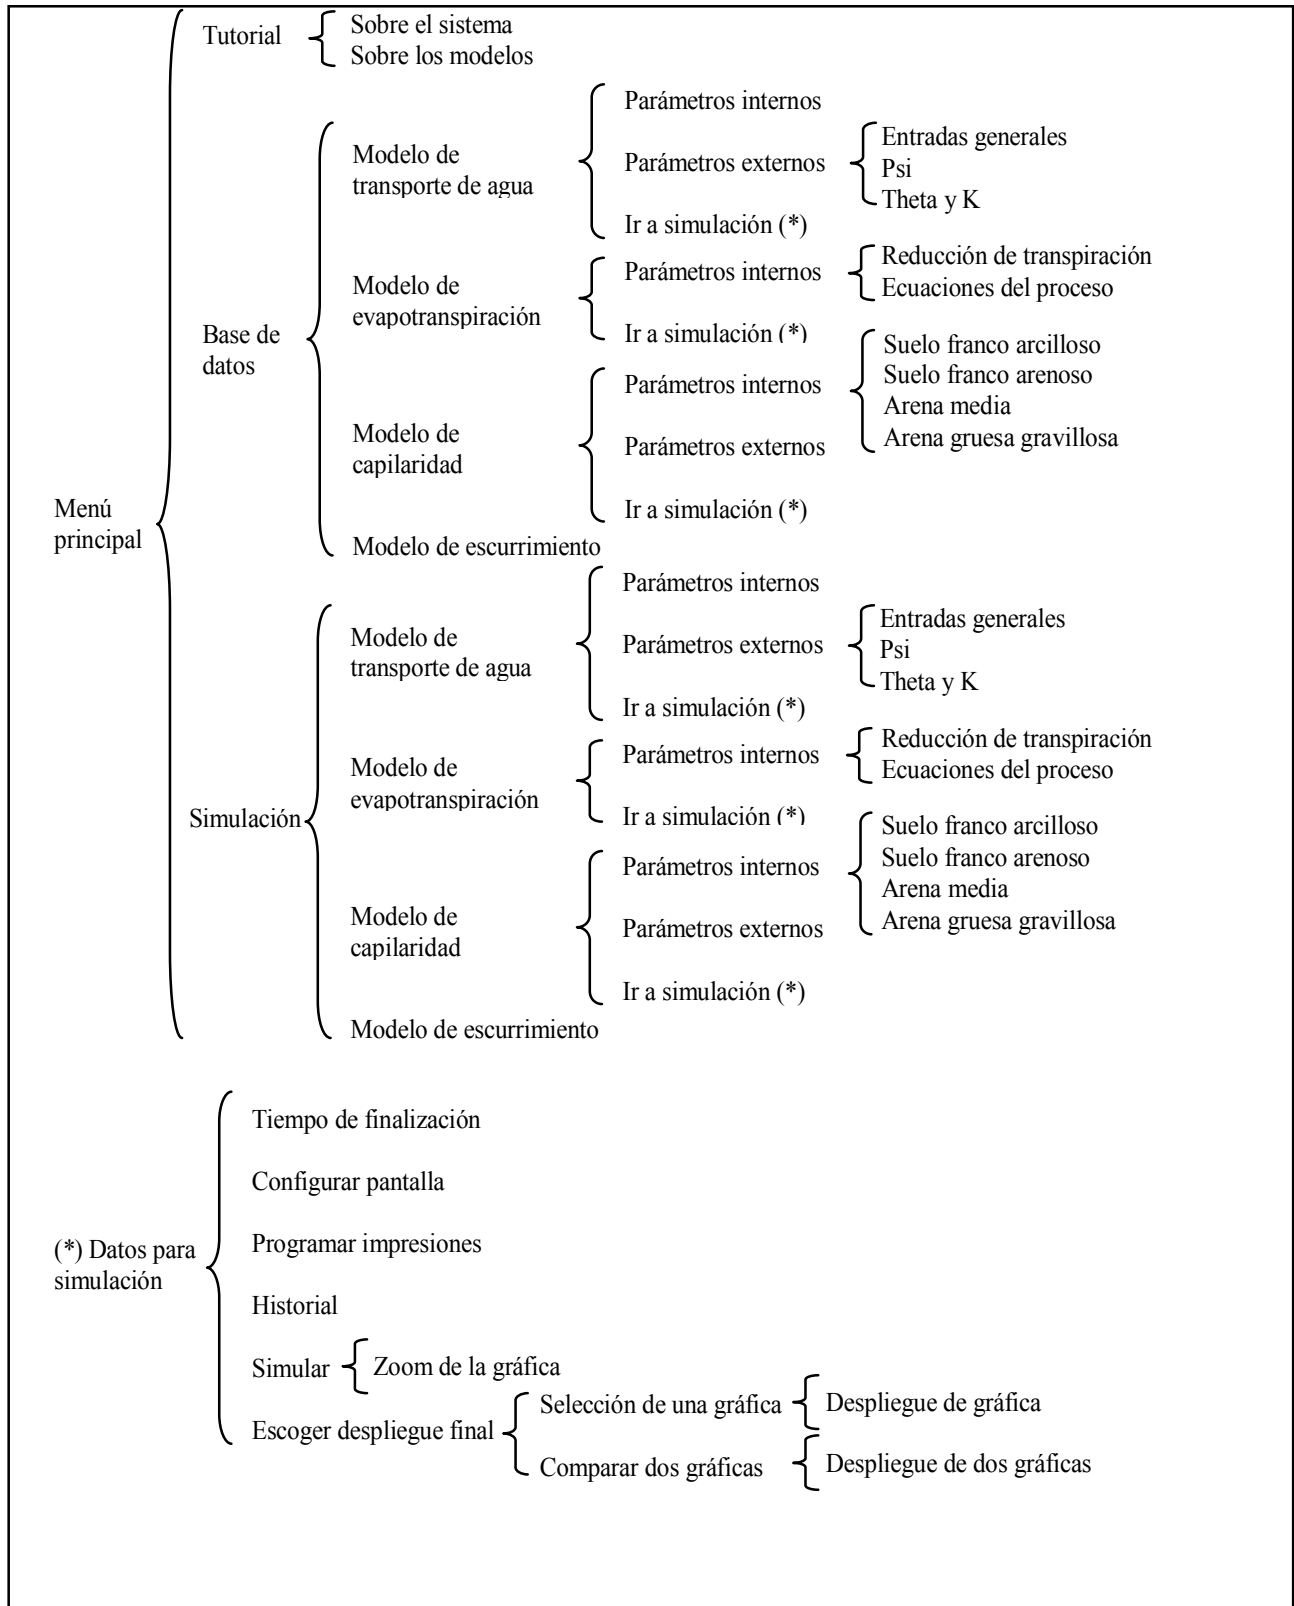 Tutorial
Sobre el sistema
Sobre los modelos
Parámetros internos
Modelo de
transporte de agua
Parámetros externos
Entradas generales
Psi
Theta y K
Ir a simulación (*)
Modelo de
evapotranspiración
Parámetros internos
Reducción de transpiración
Ecuaciones del proceso
Ir a simulación (*)
Base de
datos
Modelo de
capilaridad
Parámetros internos
Suelo franco arcilloso
Suelo franco arenoso
Arena media
Arena gruesa gravillosa
Parámetros externos
Ir a simulación (*)
Menú
principal
Modelo de escurrimiento
Parámetros internos
Modelo de
transporte de agua
Parámetros externos
Entradas generales
Psi
Theta y K
Ir a simulación (*)
Modelo de
evapotranspiración
Parámetros internos
Reducción de transpiración
Ecuaciones del proceso
Ir a simulación (*)
Simulación
Modelo de
capilaridad
Parámetros internos
Suelo franco arcilloso
Suelo franco arenoso
Arena media
Arena gruesa gravillosa
Parámetros externos
Ir a simulación (*)
Modelo de escurrimiento
(*) Datos para
simulación
Tiempo de finalización
Configurar pantalla
Programar impresiones
Historial
Simular
Zoom de la gráfica
Escoger despliegue final
Selección de una gráfica
Despliegue de gráfica
Comparar dos gráficas
Despliegue de dos gráficas